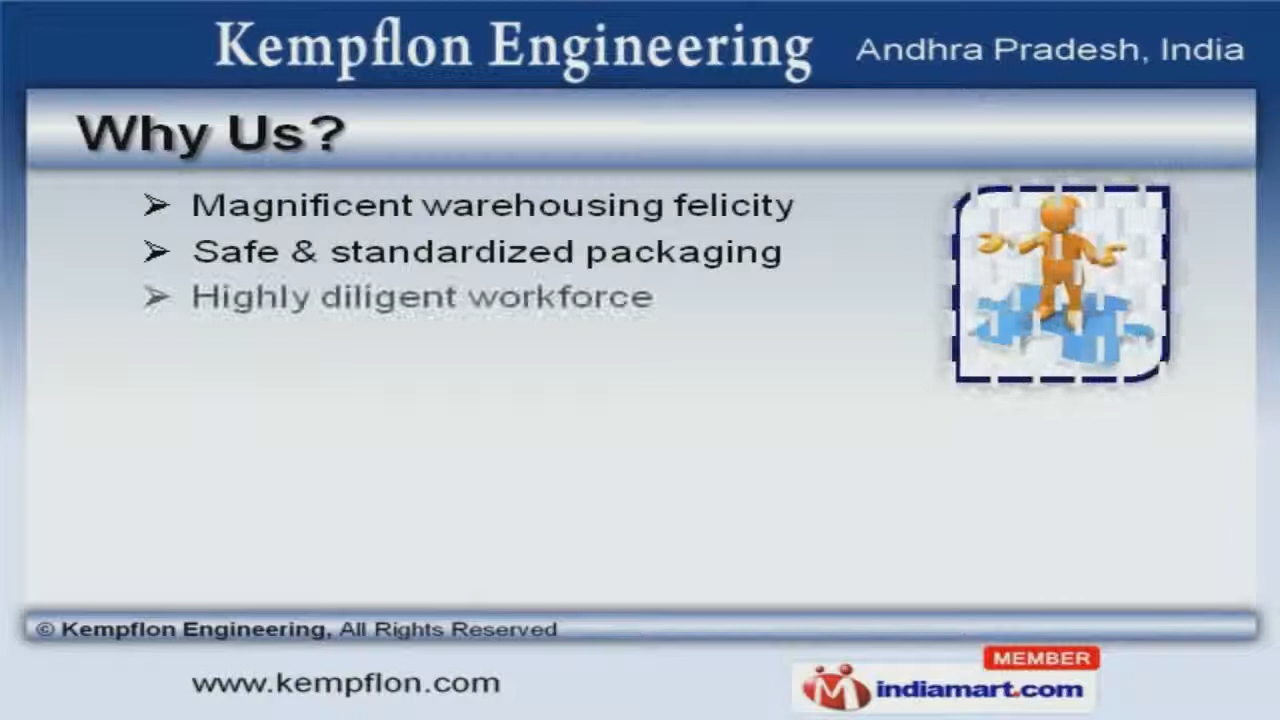 Kempflon Engineering Andhra Pradesh, India
Why Us?
➢ Magnificent warehousing felicity
➢ Safe & standardized packaging
➢ Highly diligent workforce
© Kempflon Engineering, All Rights Reserved
www.kempflon.com
MEMBER
indiamart.com